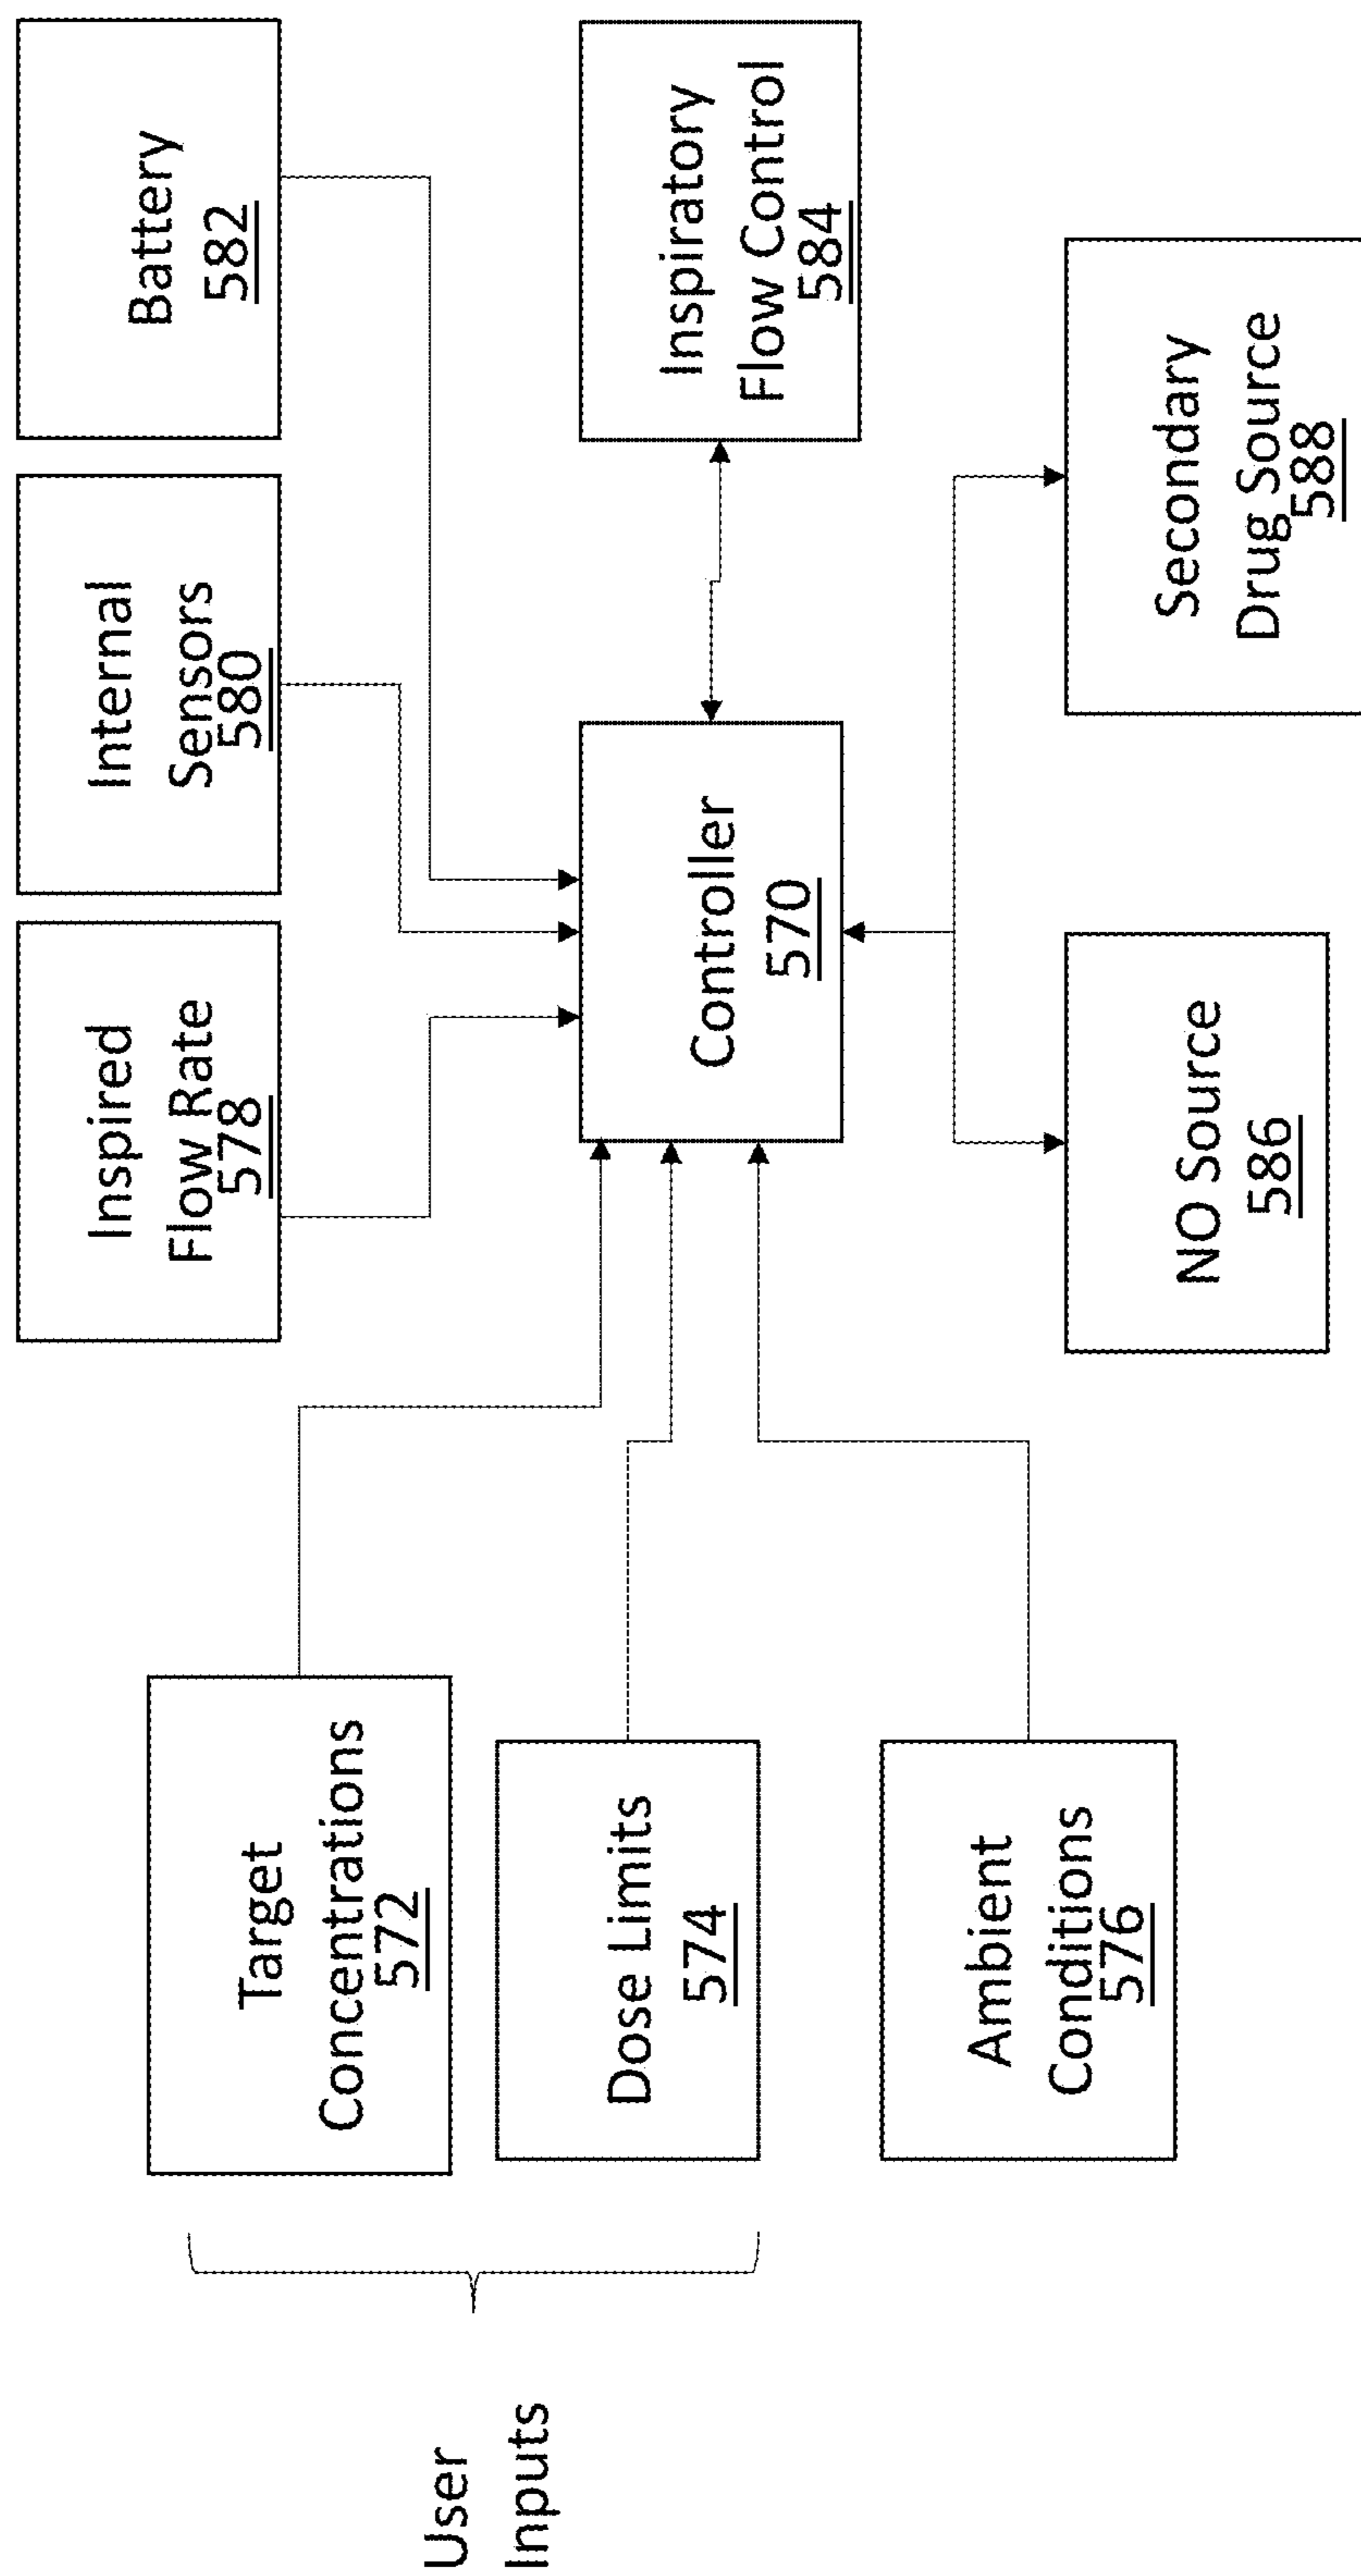 User
Inputs
Target
Concentrations
572
Dose Limits
574
Ambient
Conditions
576
Inspired
Flow Rate
578
Internal
Sensors
580
Battery
582
Controller
570
Inspiratory
Flow Control
584
NO Source
586
Secondary
Drug Source
588